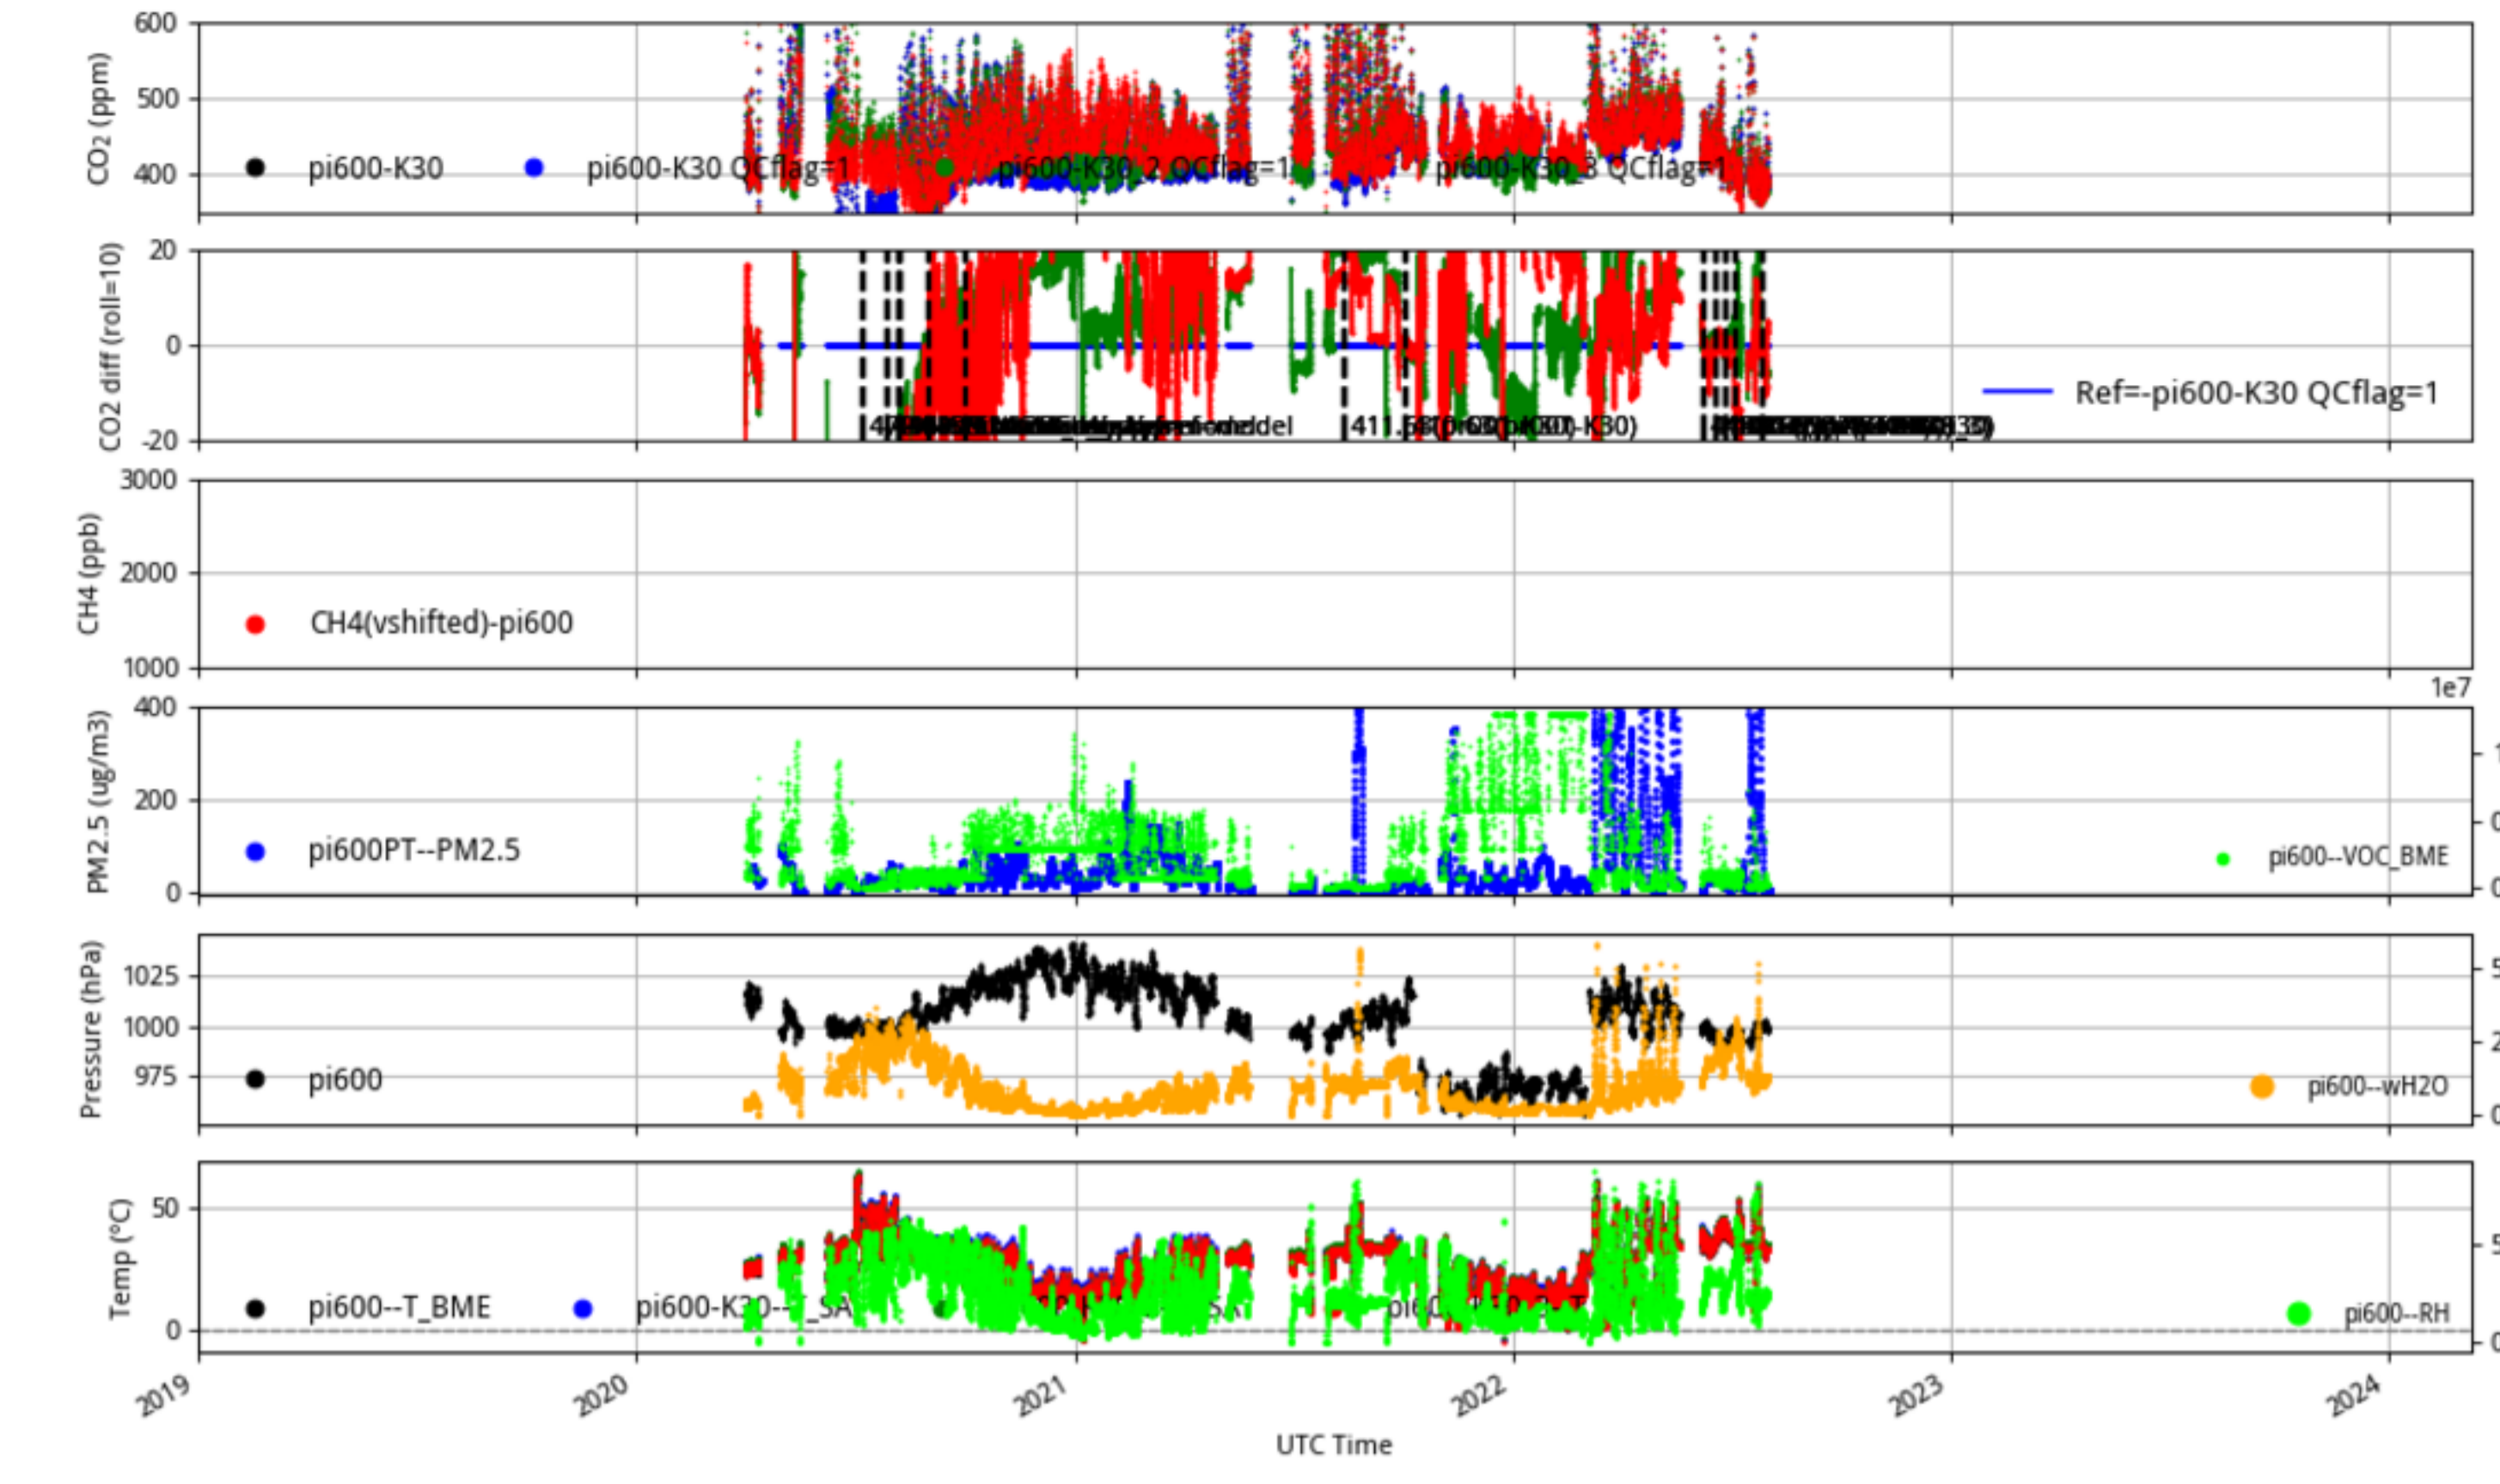 600
CO₂ (ppm)
500
400
pi600-K30
pi600-K30 QCflag=1
pi600-K30_2 QCflag=1
pi600-K30_3 QCflag=1
20
CO2 diff (roll=10)
0
-20
Ref=-pi600-K30 QCflag=1
3000
CH4 (ppb)
2000
1000
CH4(vshifted)-pi600
1e7
400
PM2.5 (ug/m3)
200
0
pi600PT--PM2.5
pi600--VOC_BME
Pressure (hPa)
1025
1000
975
pi600
pi600--wH2O
Temp (°C)
50
0
pi600--T_BME
pi600-K30--T_SA
pi600--RH
2019
2020
2021
2022
2023
2024
UTC Time